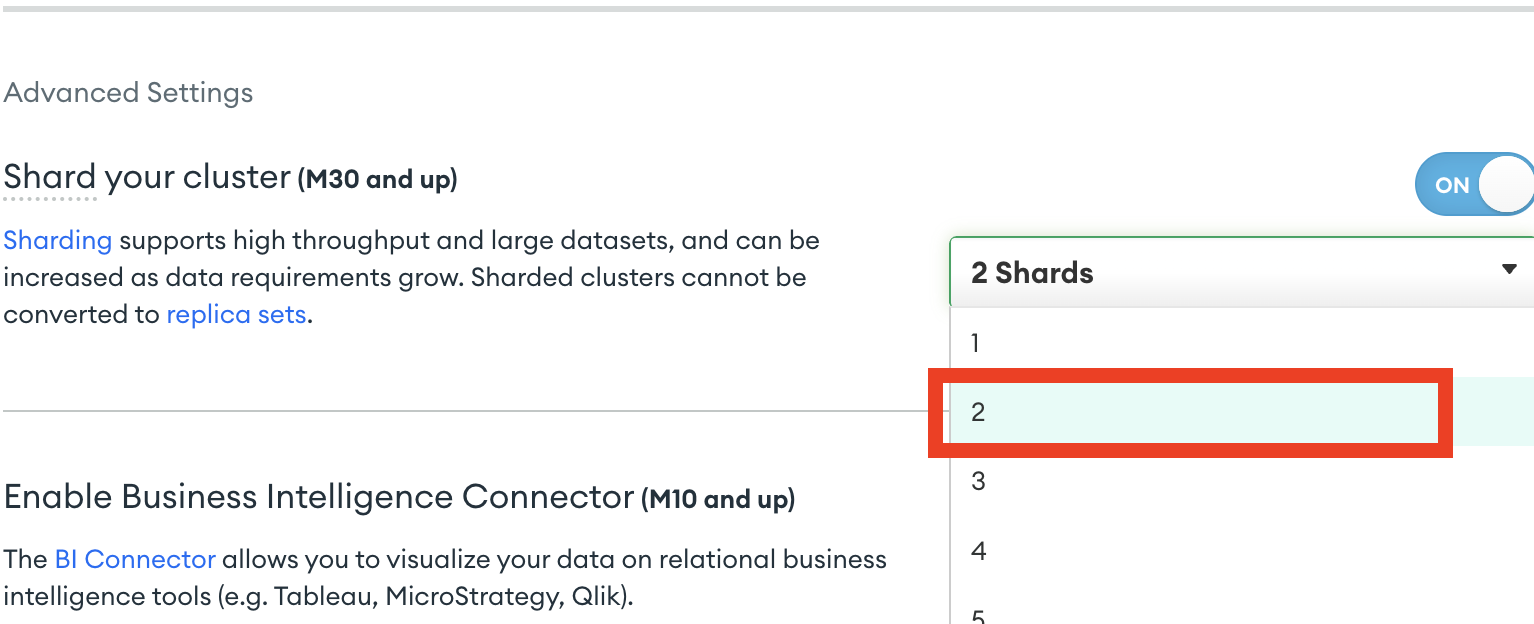 Advanced Settings
Shard your cluster (M30 and up)
ON
Sharding supports high throughput and large datasets, and can be
increased as data requirements grow. Sharded clusters cannot be
converted to replica sets.
2 Shards
1
2
3
4
5
Enable Business Intelligence Connector (M10 and up)
The BI Connector allows you to visualize your data on relational business
intelligence tools (e.g. Tableau, MicroStrategy, Qlik).